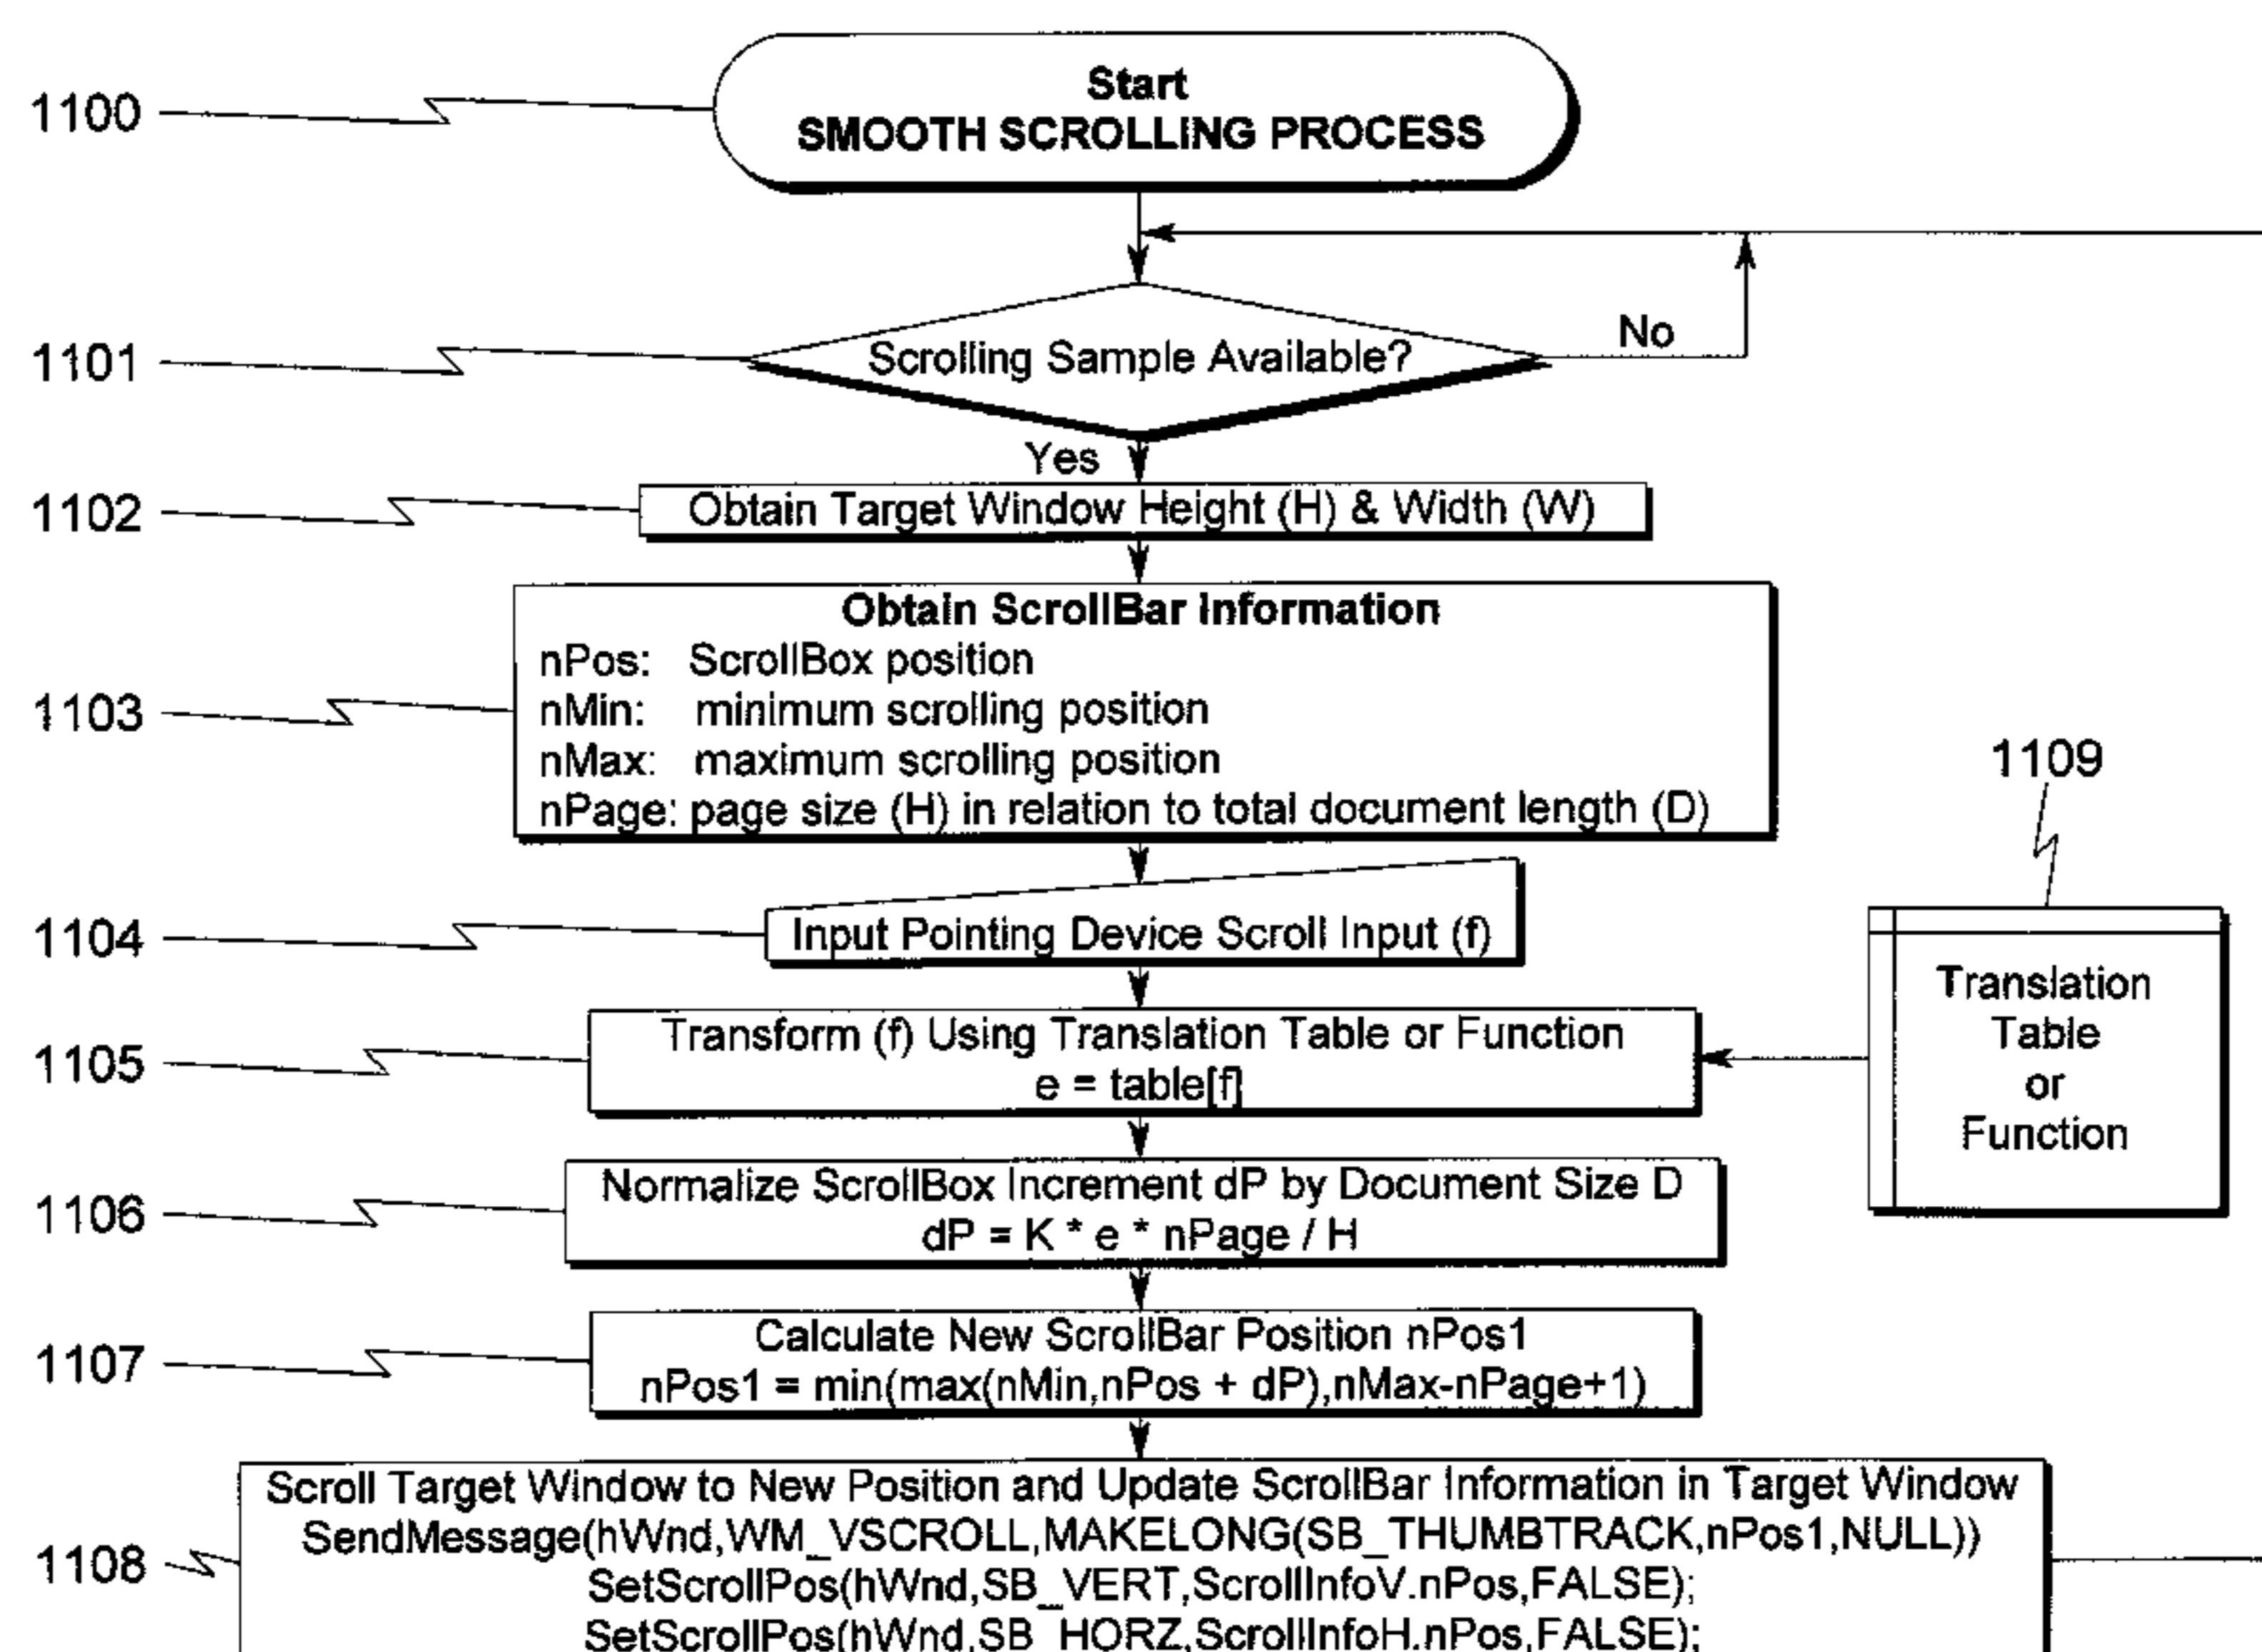 1100
Start
SMOOTH SCROLLING PROCESS
1101
Scrolling Sample Available?
No
Yes
1102
Obtain Target Window Height (H) & Width (W)
1103
Obtain ScrollBar Information
nPos: ScrollBox position
nMin: minimum scrolling position
nMax: maximum scrolling position
nPage: page size (H) in relation to total document length (D)
1104
Input Pointing Device Scroll Input (f)
1105
Transform (f) Using Translation Table or Function
e = table[f]
1109
Translation
Table
or
Function
1106
Normalize ScrollBox Increment dP by Document Size D
dP = K * e * nPage / H
1107
Calculate New ScrollBar Position nPos1
nPos1 = min(max(nMin,nPos + dP),nMax-nPage+1)
1108
Scroll Target Window to New Position and Update ScrollBar Information in Target Window
SendMessage(hWnd,WM_VSCROLL,MAKELONG(SB_THUMBTRACK,nPos1,NULL))
SetScrollPos(hWnd,SB_VERT,ScrollInfoV.nPos,FALSE);
SetScrollPos(hWnd,SB_HORZ,ScrollInfoH.nPos,FALSE);